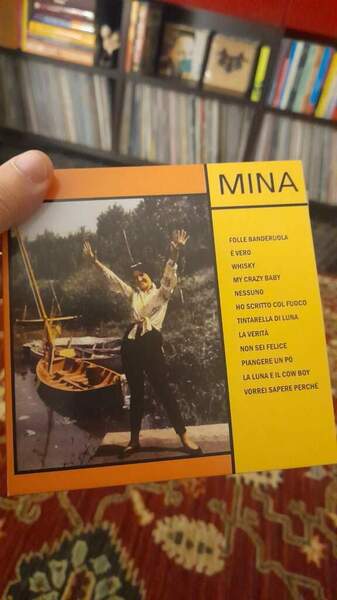 MINA
FOLLE BANDERUOLA
È VERO
WHISKY
MY CRAZY BABY
NESSUNO
HO SCRITTO COL FUOCO
TINTARELLA DI LUNA
LA VERITÀ
NON SEI FELICE
PIANGERE UN PÒ
LA LUNA E IL COW BOY
VORREI SAPERE PERCHÈ